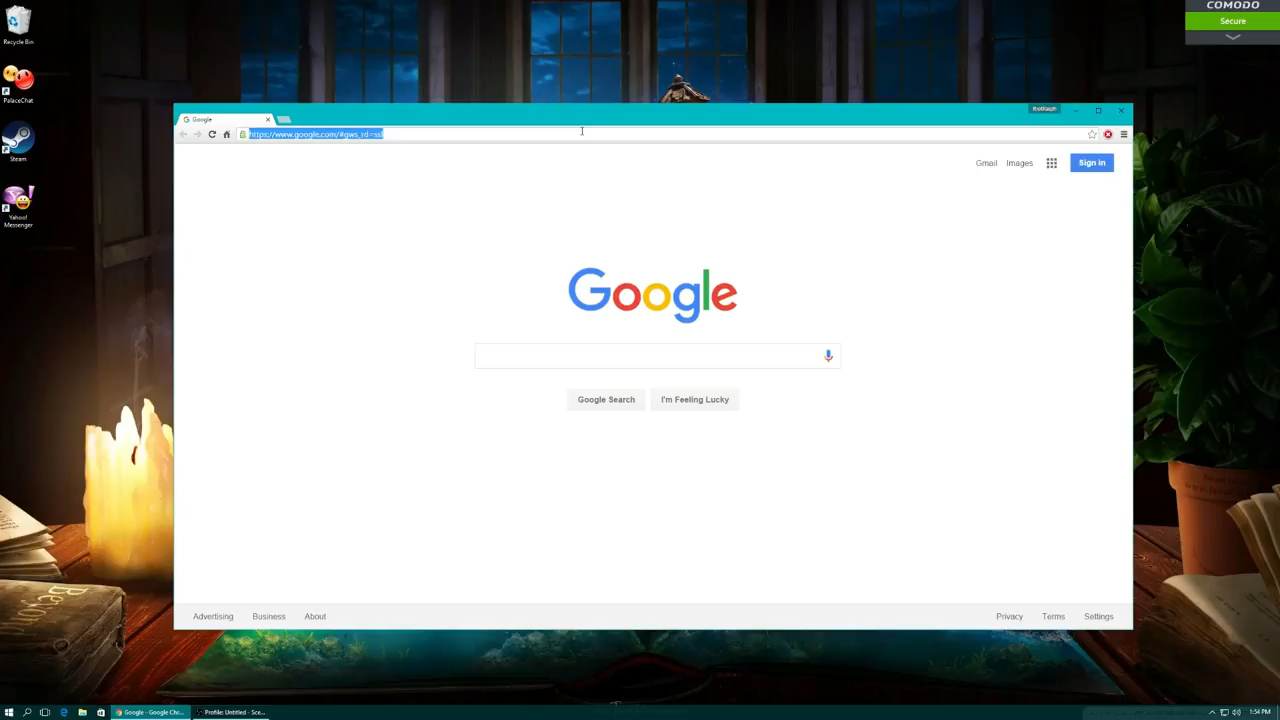 Recycle Bin
PalaceChat
Steam
Yahoo!
Messenger
COMODO
Secure
Google
https://www.google.com/#gws_rd=ssl
Gmail
Images
Sign in
Google
Google Search
I'm Feeling Lucky
Advertising
Business
About
Privacy
Terms
Settings
Beyond
Google - Google Chr...
Profile: Untitled - Sce...
1:54 PM